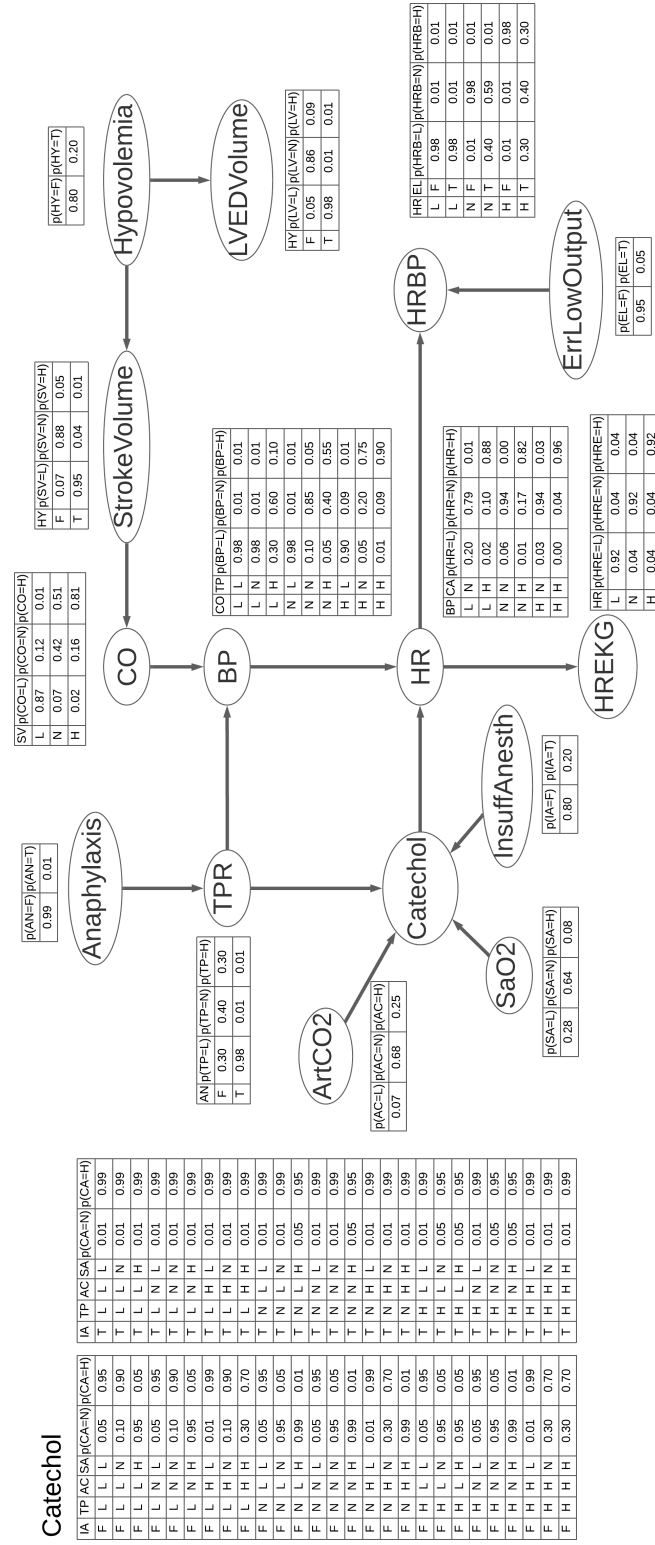 Catechol
IA TP AC SA p(CA=N) p(CA=H)
F L L L 0.05 0.95
F L L N 0.10 0.90
F L L H 0.95 0.05
F L N L 0.05 0.95
F L N N 0.10 0.90
F L N H 0.95 0.05
F L H L 0.01 0.99
F L H N 0.10 0.90
F L H H 0.30 0.70
F N L L 0.05 0.95
F N L N 0.95 0.05
F N L H 0.99 0.01
F N N L 0.05 0.95
F N N N 0.95 0.05
F N N H 0.99 0.01
F N H L 0.01 0.99
F N H N 0.30 0.70
F N H H 0.99 0.01
F H L L 0.05 0.95
F H L N 0.95 0.05
F H L H 0.95 0.05
F H N L 0.05 0.95
F H N N 0.95 0.05
F H N H 0.99 0.01
F H H L 0.01 0.99
F H H N 0.30 0.70
F H H H 0.30 0.70
IA TP AC SA p(CA=N) p(CA=H)
T L L L 0.01 0.99
T L L N 0.01 0.99
T L L H 0.01 0.99
T L N L 0.01 0.99
T L N N 0.01 0.99
T L N H 0.01 0.99
T L H L 0.01 0.99
T L H N 0.01 0.99
T L H H 0.01 0.99
T N L L 0.01 0.99
T N L N 0.01 0.99
T N L H 0.05 0.95
T N N L 0.01 0.99
T N N N 0.01 0.99
T N N H 0.05 0.95
T N H L 0.01 0.99
T N H N 0.01 0.99
T N H H 0.01 0.99
T H L L 0.01 0.99
T H L N 0.05 0.95
T H L H 0.05 0.95
T H N L 0.01 0.99
T H N N 0.05 0.95
T H N H 0.05 0.95
T H H L 0.01 0.99
T H H N 0.01 0.99
T H H H 0.01 0.99
p(AN=F) p(AN=T)
0.99 0.01
Anaphylaxis
AN p(TP=L) p(TP=N) p(TP=H)
F 0.30 0.40 0.30
T 0.98 0.01 0.01
TPR
ArtCO2
p(AC=L) p(AC=N) p(AC=H)
0.07 0.68 0.25
Catechol
SaO2
p(SA=L) p(SA=N) p(SA=H)
0.28 0.64 0.08
InsuffAnesth
p(IA=F) p(IA=T)
0.80 0.20
SV p(CO=L) p(CO=N) p(CO=H)
L 0.87 0.12 0.01
N 0.07 0.42 0.51
H 0.02 0.16 0.81
CO
BP
HR
HREKG
HY p(SV=L) p(SV=N) p(SV=H)
F 0.07 0.88 0.05
T 0.95 0.04 0.01
StrokeVolume
CO TP p(BP=L) p(BP=N) p(BP=H)
L L 0.98 0.01 0.01
L N 0.98 0.01 0.01
L H 0.30 0.60 0.10
N L 0.98 0.01 0.01
N N 0.10 0.85 0.05
N H 0.05 0.40 0.55
H L 0.90 0.09 0.01
H N 0.05 0.20 0.75
H H 0.01 0.09 0.90
BP CA p(HR=L) p(HR=N) p(HR=H)
L N 0.20 0.79 0.01
L H 0.02 0.10 0.88
N N 0.06 0.94 0.00
N H 0.01 0.17 0.82
H N 0.03 0.94 0.03
H H 0.00 0.04 0.96
HR p(HRE=L) p(HRE=N) p(HRE=H)
L 0.92 0.04 0.04
N 0.04 0.92 0.04
H 0.04 0.04 0.92
p(HY=F) p(HY=T)
0.80 0.20
Hypovolemia
LVEDVolume
HY p(LV=L) p(LV=N) p(LV=H)
F 0.05 0.86 0.09
T 0.98 0.01 0.01
HRBP
HR EL p(HRB=L) p(HRB=N) p(HRB=H)
L F 0.98 0.01 0.01
L T 0.98 0.01 0.01
N F 0.01 0.98 0.01
N T 0.40 0.59 0.01
H F 0.01 0.01 0.98
H T 0.30 0.40 0.30
ErrLowOutput
p(EL=F) p(EL=T)
0.95 0.05